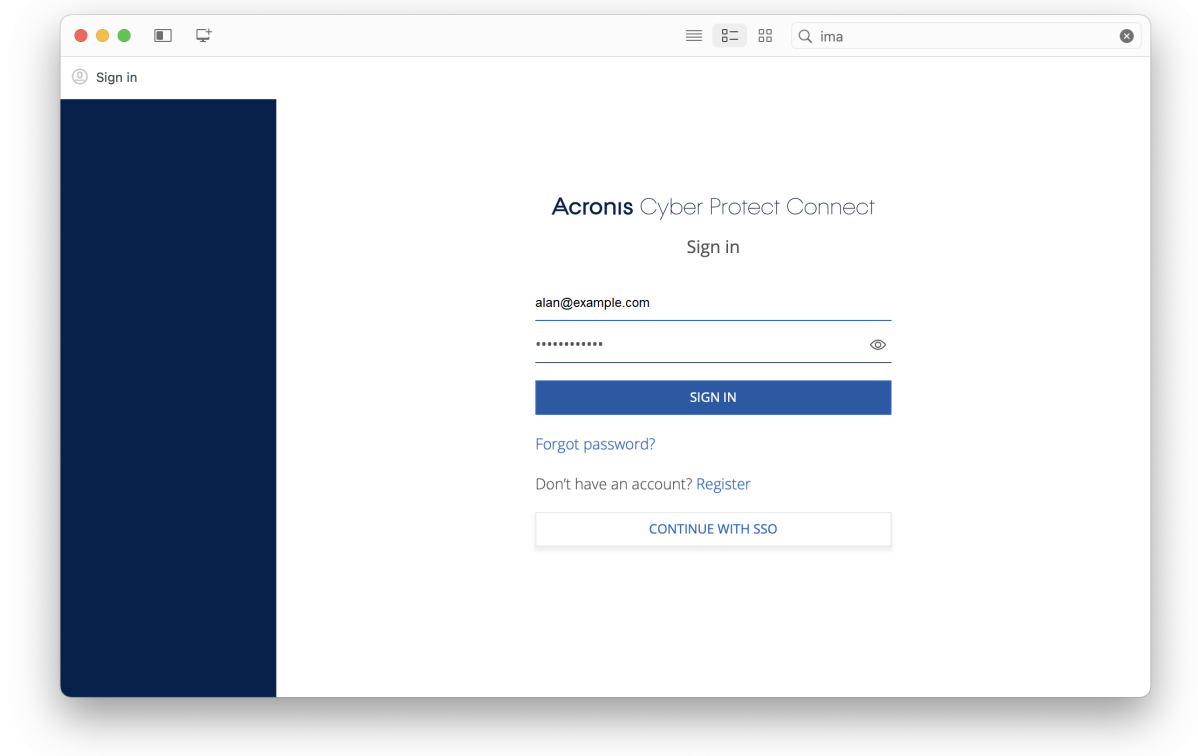 ima
Sign in
Acronis Cyber Protect Connect
Sign in
alan@example.com
••••••••••••
SIGN IN
Forgot password?
Don't have an account? Register
CONTINUE WITH SSO